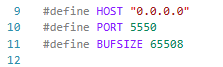 9 #define HOST "0.0.0.0"
10 #define PORT 5550
11 #define BUFSIZE 65508
12